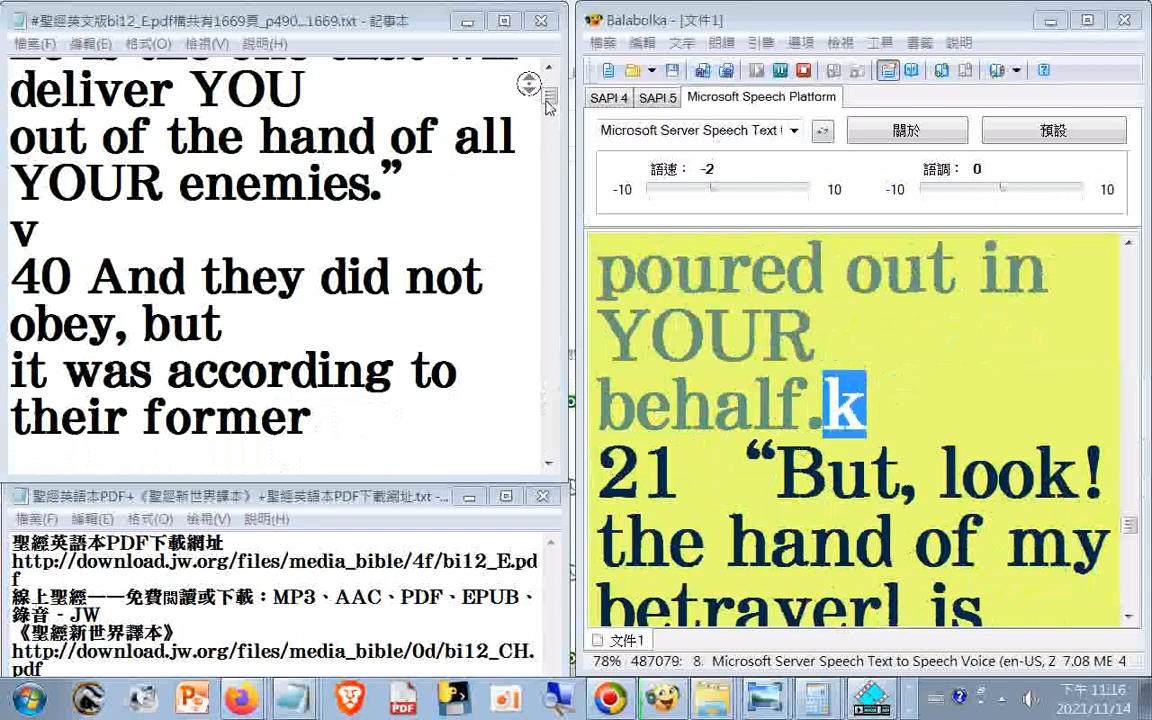 #聖經英文版bi12_E.pdf檔共有1669頁_p490...1669.txt - 記事本
檔案(F) 編輯(E) 格式(O) 檢視(V) 說明(H)
deliver YOU
out of the hand of all
YOUR enemies.”
v
40 And they did not
obey, but
it was according to
their former
聖經英語本PDF+《聖經新世界譯本》+聖經英語本PDF下載網址.txt -...
檔案(F) 編輯(E) 格式(O) 檢視(V) 說明(H)
聖經英語本PDF下載網址
http://download.jw.org/files/media_bible/4f/bi12_E.pd
f
線上聖經──免費閱讀或下載：MP3、AAC、PDF、EPUB、
錄音 - JW
《聖經新世界譯本》
http://download.jw.org/files/media_bible/0d/bi12_CH.
pdf
Balabolka - [文件1]
檔案 編輯 文字 朗讀 引擎 選項 檢視 工具 書籤 說明
SAPI 4 SAPI 5 Microsoft Speech Platform
Microsoft Server Speech Text 關於 預設
語速： -2 語調： 0
-10 10 -10 10
poured out in
YOUR
behalf.k
21 “But, look!
the hand of my
betrayerl is
文件1
78% 487079: 8. Microsoft Server Speech Text to Speech Voice (en-US, Z 7.08 ME 4
PDF
下午 11:16
2021/11/14